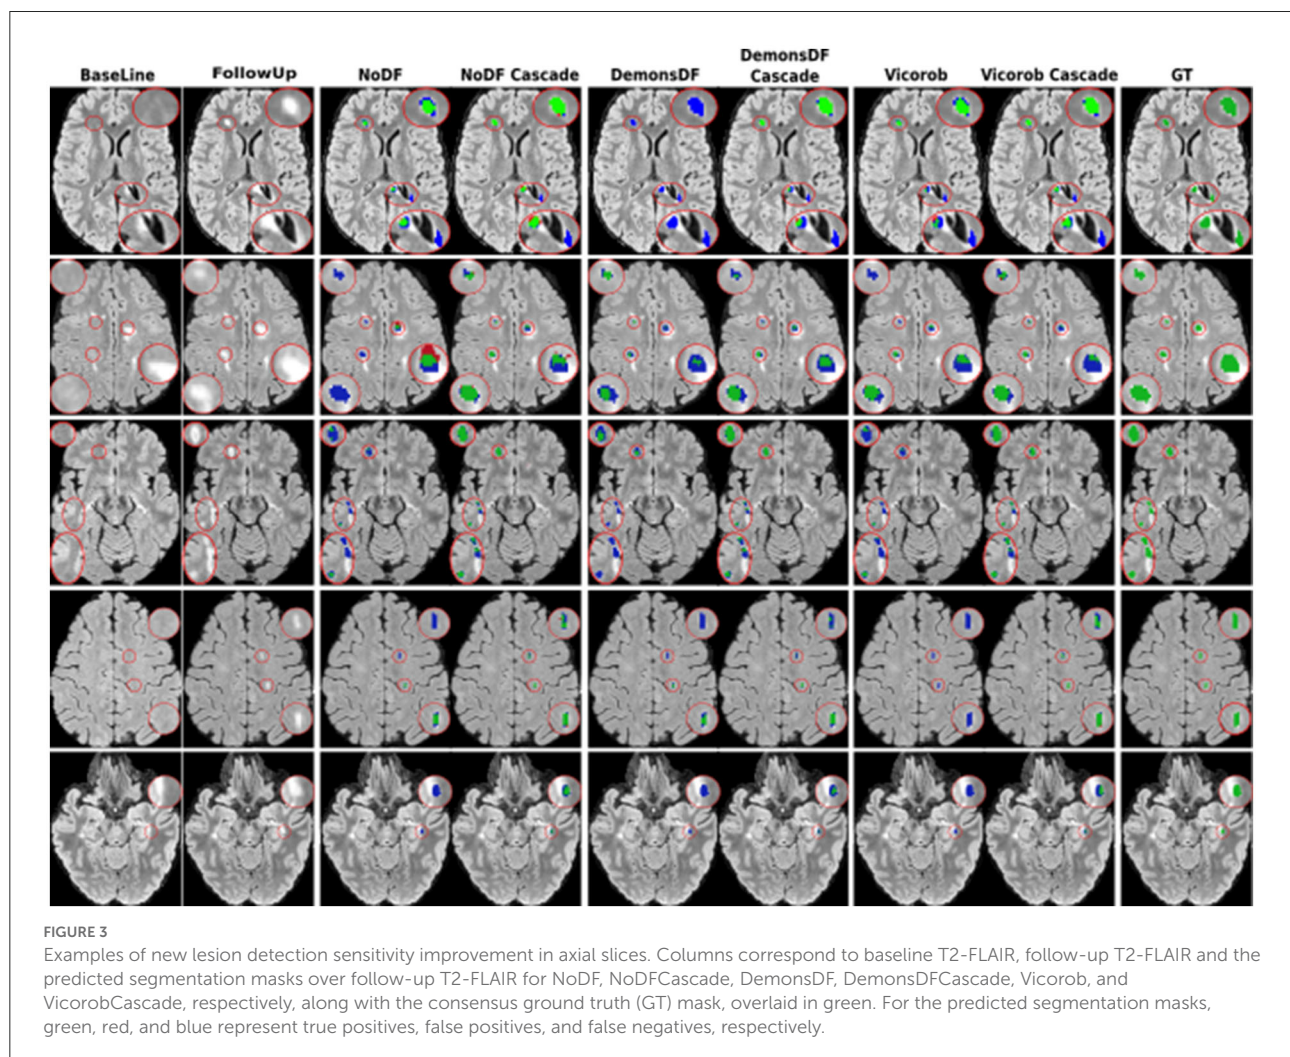 BaseLine FollowUp NoDF NoDF Cascade DemonsDF DemonsDF Cascade Vicorob Vicorob Cascade GT
FIGURE 3
Examples of new lesion detection sensitivity improvement in axial slices. Columns correspond to baseline T2-FLAIR, follow-up T2-FLAIR and the
predicted segmentation masks over follow-up T2-FLAIR for NoDF, NoDFCascade, DemonsDF, DemonsDFCascade, Vicorob, and
VicorobCascade, respectively, along with the consensus ground truth (GT) mask, overlaid in green. For the predicted segmentation masks,
green, red, and blue represent true positives, false positives, and false negatives, respectively.